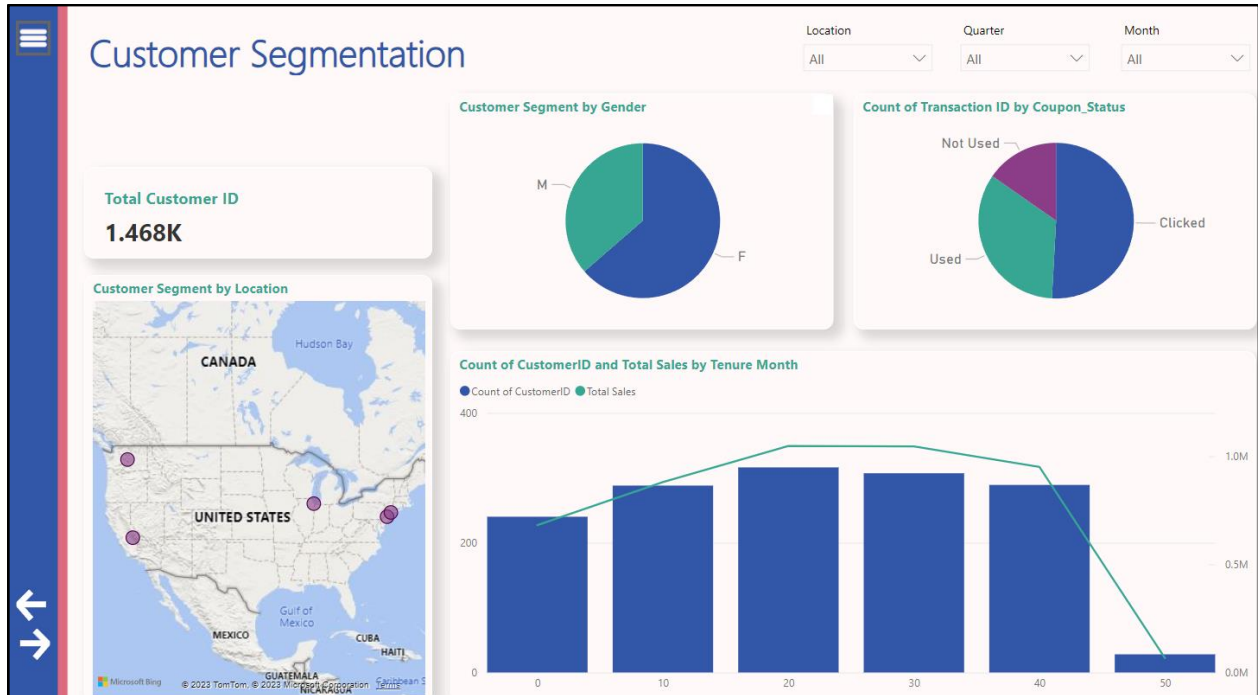 Customer Segmentation
Location
Quarter
Month
All
All
All
Total Customer ID
1.468K
Customer Segment by Gender
M
F
Count of Transaction ID by Coupon_Status
Not Used
Clicked
Used
Customer Segment by Location
Hudson Bay
CANADA
UNITED STATES
Gulf of
Mexico
MEXICO
CUBA
HAITI
GUATEMALA
NICARAGUA
Caribbean S
Microsoft Bing
© 2023 TomTom, © 2023 Microsoft Corporation
Terms
Count of CustomerID and Total Sales by Tenure Month
Count of CustomerID
Total Sales
400
200
0
1.0M
0.5M
0.0M
0
10
20
30
40
50